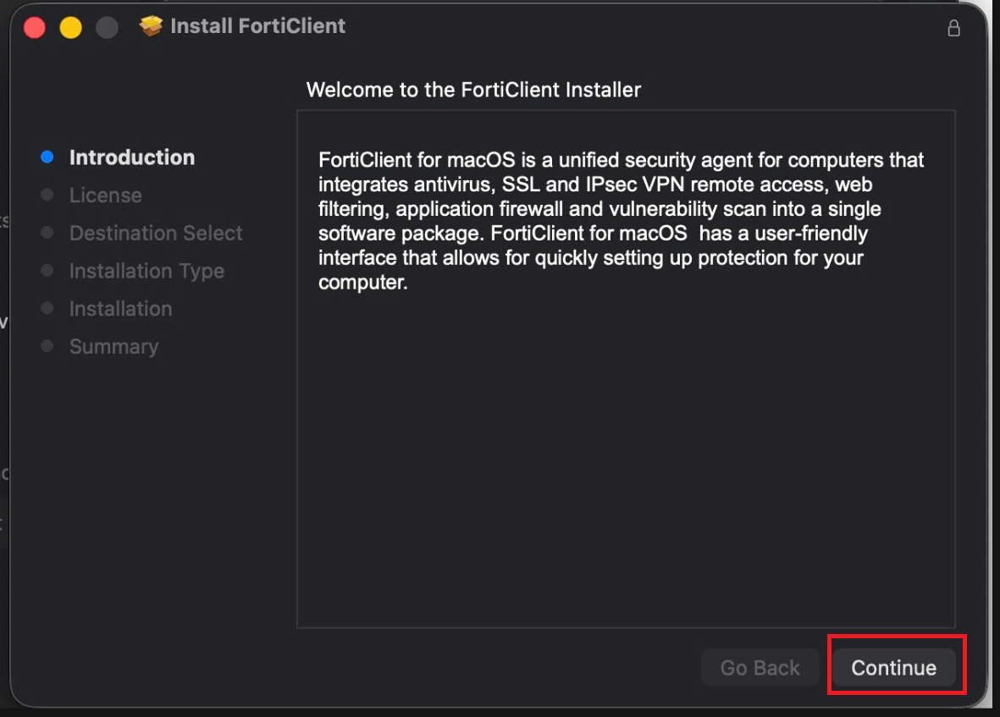 Install FortiClient
Welcome to the FortiClient Installer
Introduction
License
Destination Select
Installation Type
Installation
Summary
FortiClient for macOS is a unified security agent for computers that
integrates antivirus, SSL and IPsec VPN remote access, web
filtering, application firewall and vulnerability scan into a single
software package. FortiClient for macOS  has a user-friendly
interface that allows for quickly setting up protection for your
computer.
Go Back
Continue